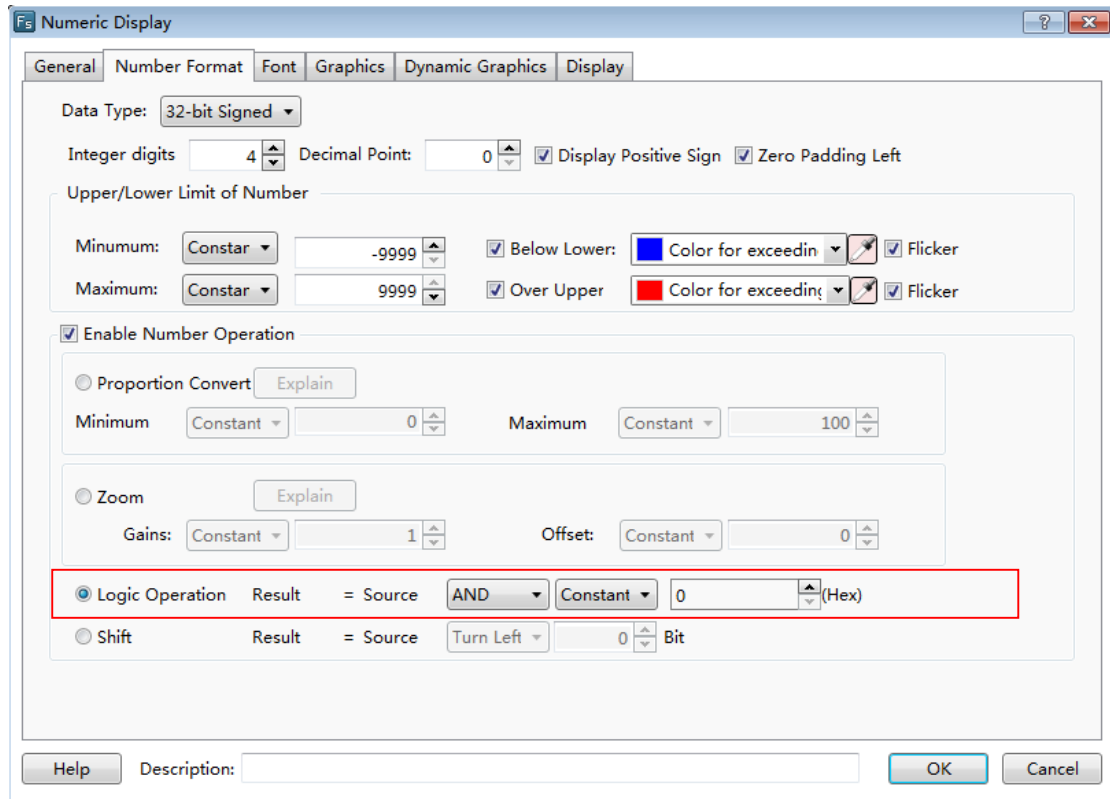 Fs Numeric Display
General Number Format Font Graphics Dynamic Graphics Display
Data Type: 32-bit Signed
Integer digits 4 Decimal Point: 0 Display Positive Sign Zero Padding Left
Upper/Lower Limit of Number
Minumum: Constar -9999 Below Lower: Color for exceedin Flicker
Maximum: Constar 9999 Over Upper Color for exceeding Flicker
Enable Number Operation
Proportion Convert Explain
Minimum Constant 0 Maximum Constant 100
Zoom Explain
Gains: Constant 1 Offset: Constant 0
Logic Operation Result = Source AND Constant 0 (Hex)
Shift Result = Source Turn Left 0 Bit
Help Description: OK Cancel